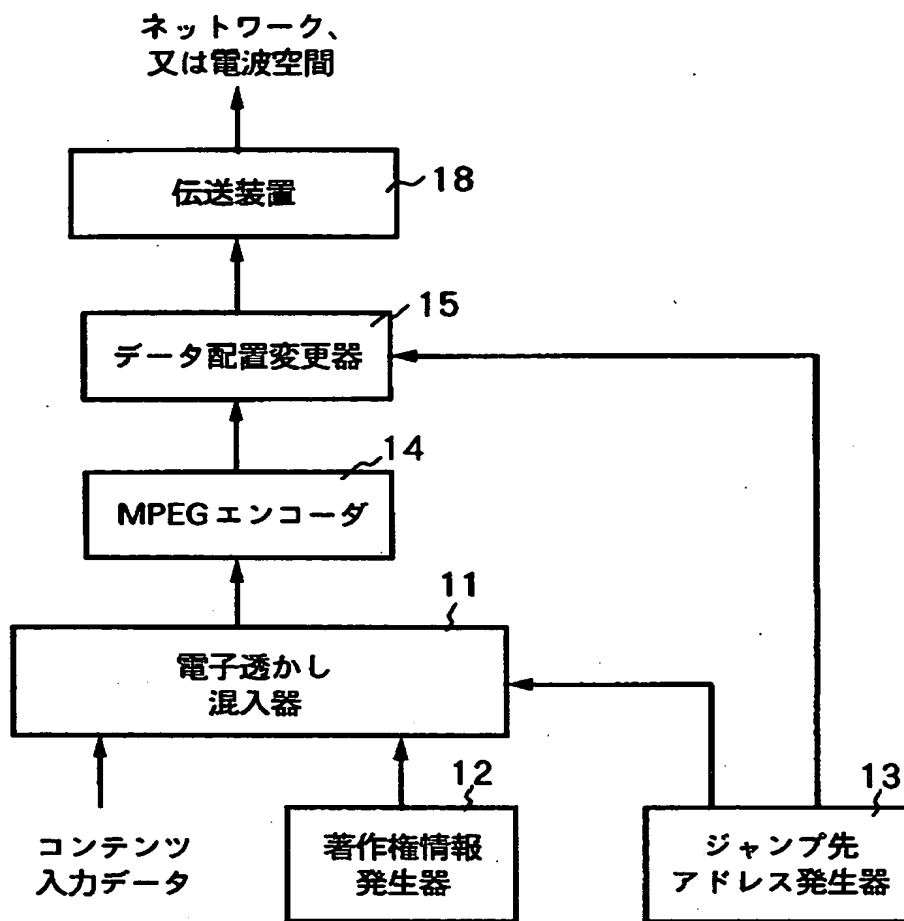 ネットワーク、
又は電波空間
伝送装置
18
15
データ配置変更器
14
MPEGエンコーダ
11
電子透かし
混入器
12
13
コンテンツ
入力データ
著作権情報
発生器
ジャンプ先
アドレス発生器